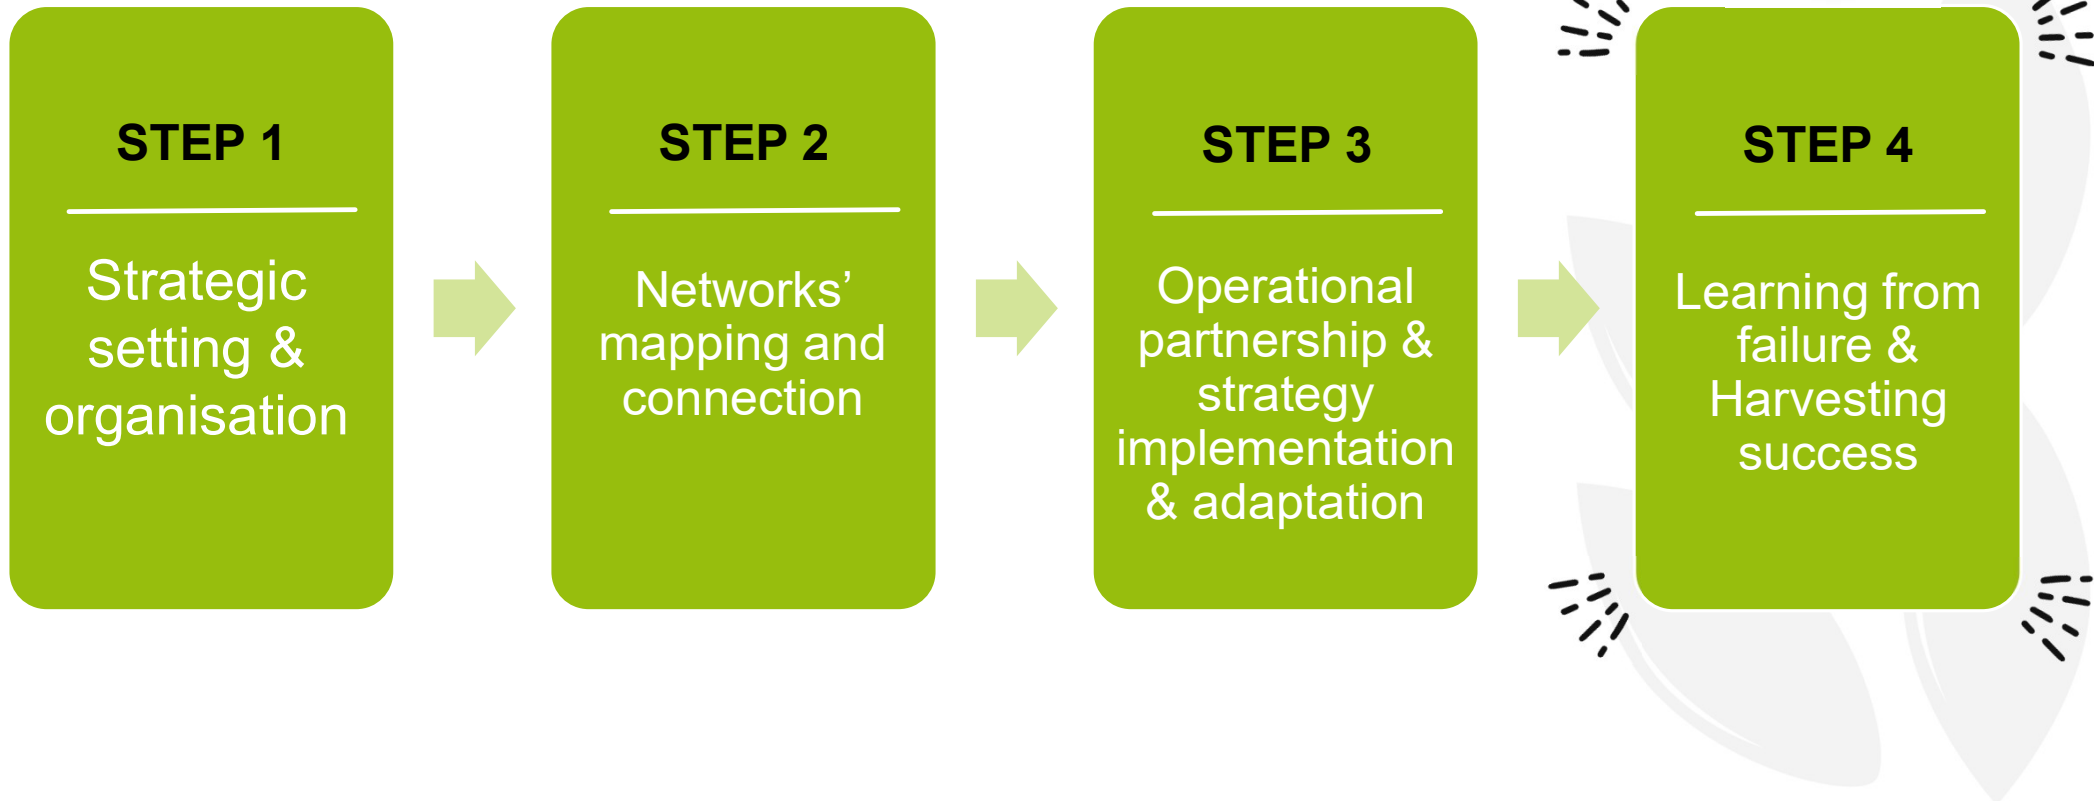 STEP 1
Strategic
setting &
organisation
STEP 2
Networks’
mapping and
connection
STEP 3
Operational
partnership &
strategy
implementation
& adaptation
STEP 4
Learning from
failure &
Harvesting
success